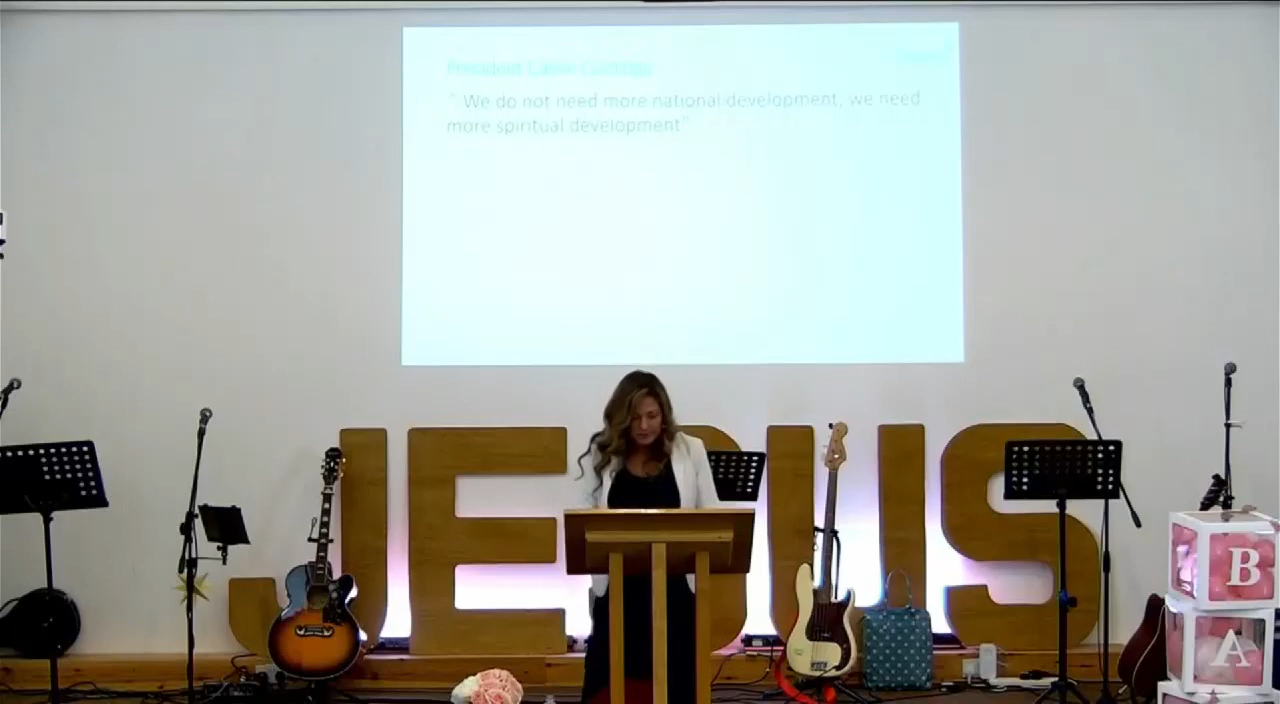 President Calvin Coolidge
" We do not need more national development, we need
more spiritual development"
JESUS
B
A